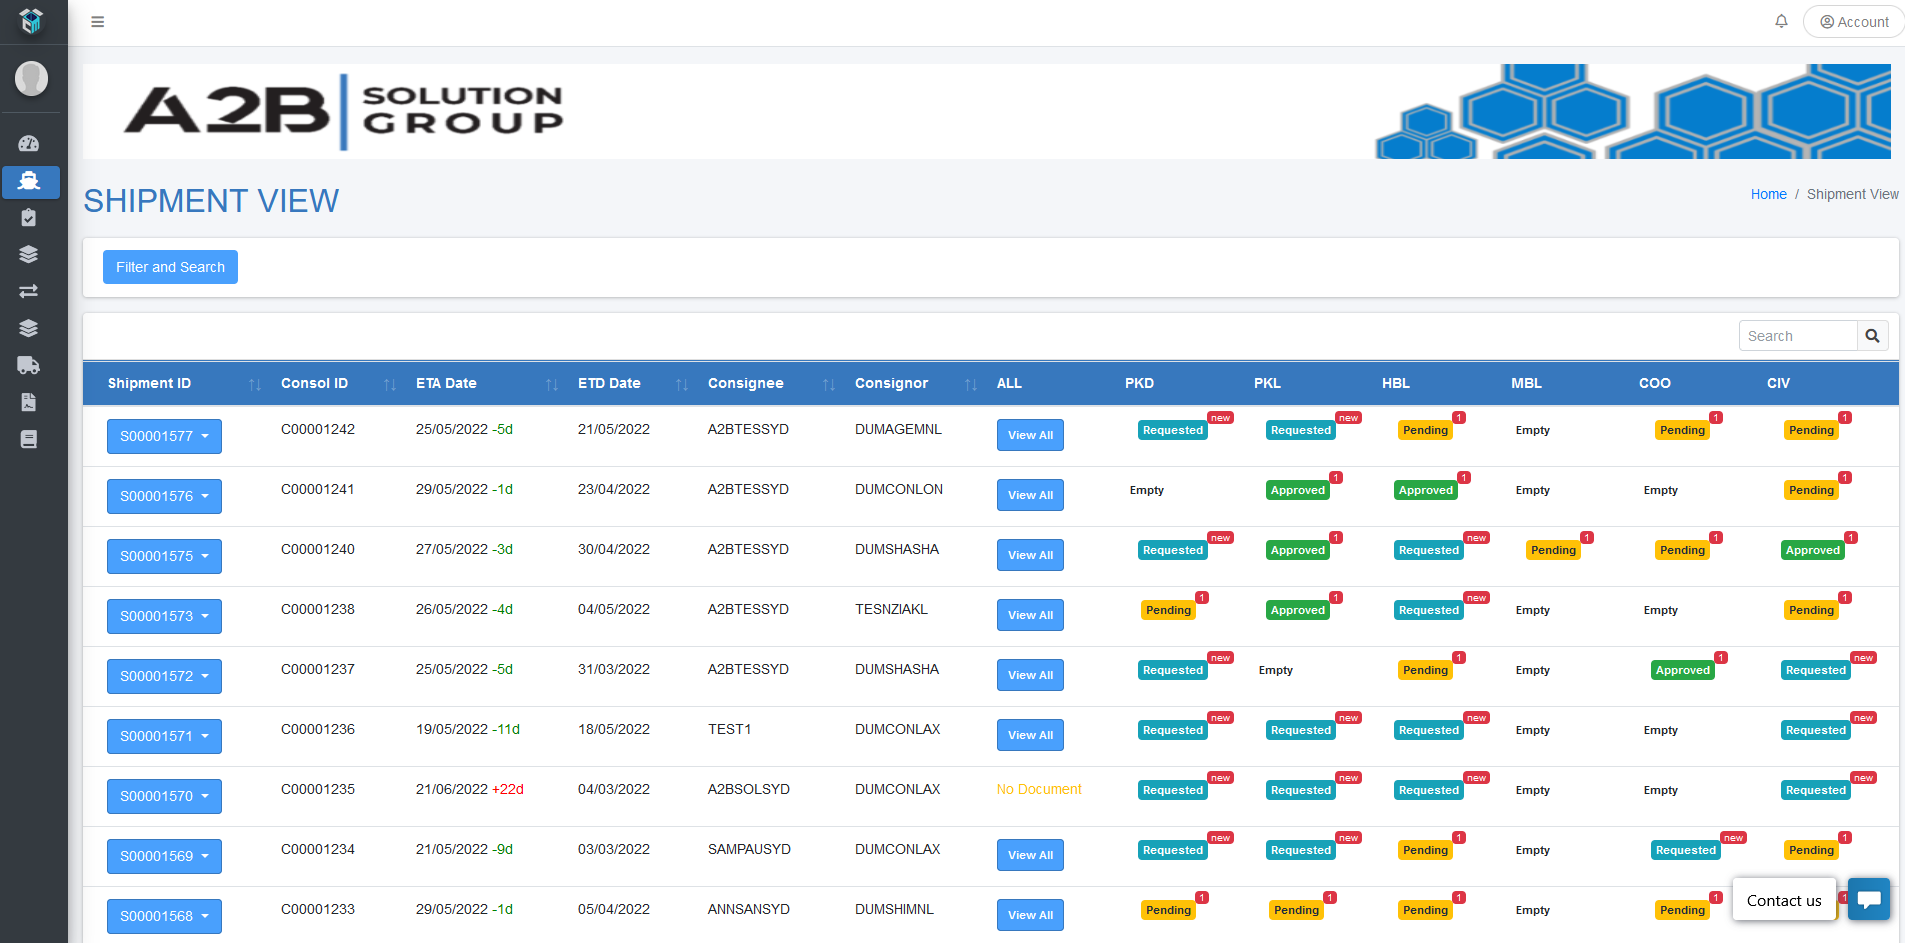 Account
A2B SOLUTION GROUP
SHIPMENT VIEW
Home / Shipment View
Filter and Search
Search
Shipment ID Consol ID ETA Date ETD Date Consignee Consignor ALL PKD PKL HBL MBL COO CIV
S00001577 C00001242 25/05/2022 -5d 21/05/2022 A2BTESSYD DUMAGEMNL View All Requested new Requested new Pending 1 Empty Pending 1 Pending 1
S00001576 C00001241 29/05/2022 -1d 23/04/2022 A2BTESSYD DUMCONLON View All Empty Approved 1 Approved 1 Empty Empty Pending 1
S00001575 C00001240 27/05/2022 -3d 30/04/2022 A2BTESSYD DUMSHASHA View All Requested new Approved 1 Requested new Pending 1 Pending 1 Approved 1
S00001573 C00001238 26/05/2022 -4d 04/05/2022 A2BTESSYD TESNZIAKL View All Pending 1 Approved 1 Requested new Empty Empty Pending 1
S00001572 C00001237 25/05/2022 -5d 31/03/2022 A2BTESSYD DUMSHASHA View All Requested new Empty Pending 1 Empty Approved 1 Requested new
S00001571 C00001236 19/05/2022 -11d 18/05/2022 TEST1 DUMCONLAX View All Requested new Requested new Requested new Empty Empty Requested new
S00001570 C00001235 21/06/2022 +22d 04/03/2022 A2BSOLSYD DUMCONLAX No Document Requested new Requested new Requested new Empty Empty Requested new
S00001569 C00001234 21/05/2022 -9d 03/03/2022 SAMPAUSYD DUMCONLAX View All Requested new Requested new Pending 1 Empty Requested new Pending 1
S00001568 C00001233 29/05/2022 -1d 05/04/2022 ANNSANSYD DUMSHIMNL View All Pending 1 Pending 1 Pending 1 Empty Pending 1 1
Contact us